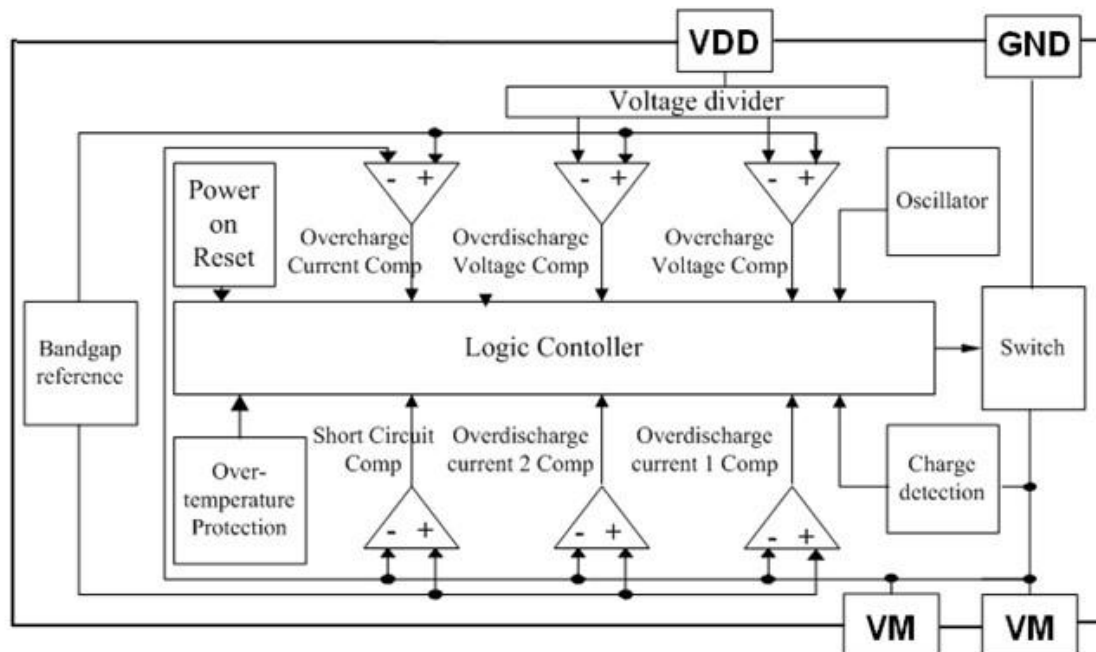 VDD
GND
Voltage divider
- +
- +
- +
Power
on
Reset
Oscillator
Overcharge
Current Comp
Overdischarge
Voltage Comp
Overcharge
Voltage Comp
Bandgap
reference
Logic Contoller
Switch
Short Circuit
Comp
Overdischarge
current 2 Comp
Overdischarge
current 1 Comp
Over-
temperature
Protection
Charge
detection
- +
- +
- +
VM
VM